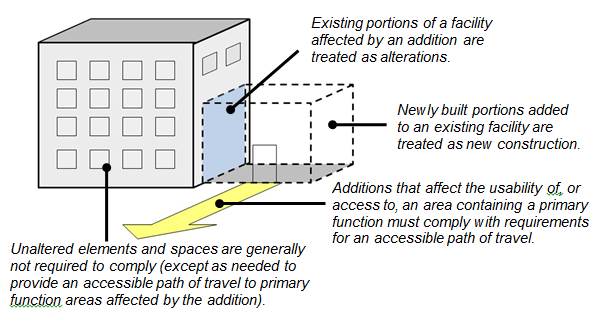 Existing portions of a facility
affected by an addition are
treated as alterations.
Newly built portions added
to an existing facility are
treated as new construction.
Additions that affect the usability of, or
access to, an area containing a primary
function must comply with requirements
for an accessible path of travel.
Unaltered elements and spaces are generally
not required to comply (except as needed to
provide an accessible path of travel to primary
function areas affected by the addition).